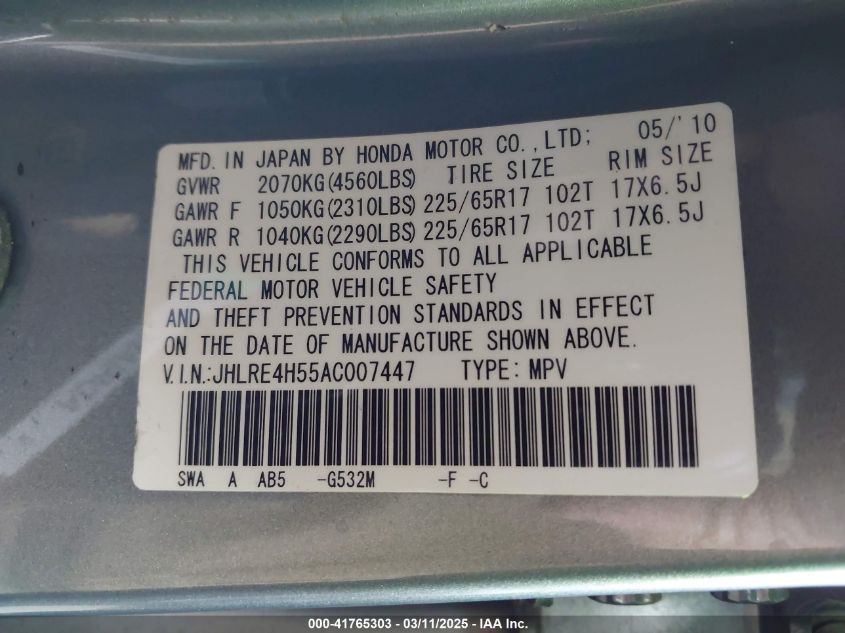 MFD. IN JAPAN BY HONDA MOTOR CO., LTD; 05/'10
GVWR 2070KG(4560LBS) TIRE SIZE RIM SIZE
GAWR F 1050KG(2310LBS) 225/65R17 102T 17X6.5J
GAWR R 1040KG(2290LBS) 225/65R17 102T 17X6.5J
THIS VEHICLE CONFORMS TO ALL APPLICABLE
FEDERAL MOTOR VEHICLE SAFETY
AND THEFT PREVENTION STANDARDS IN EFFECT
ON THE DATE OF MANUFACTURE SHOWN ABOVE.
V.I.N.:JHLRE4H55AC007447 TYPE: MPV
SWA A AB5 -G532M -F -C
000-41765303 - 03/11/2025 - IAA Inc.